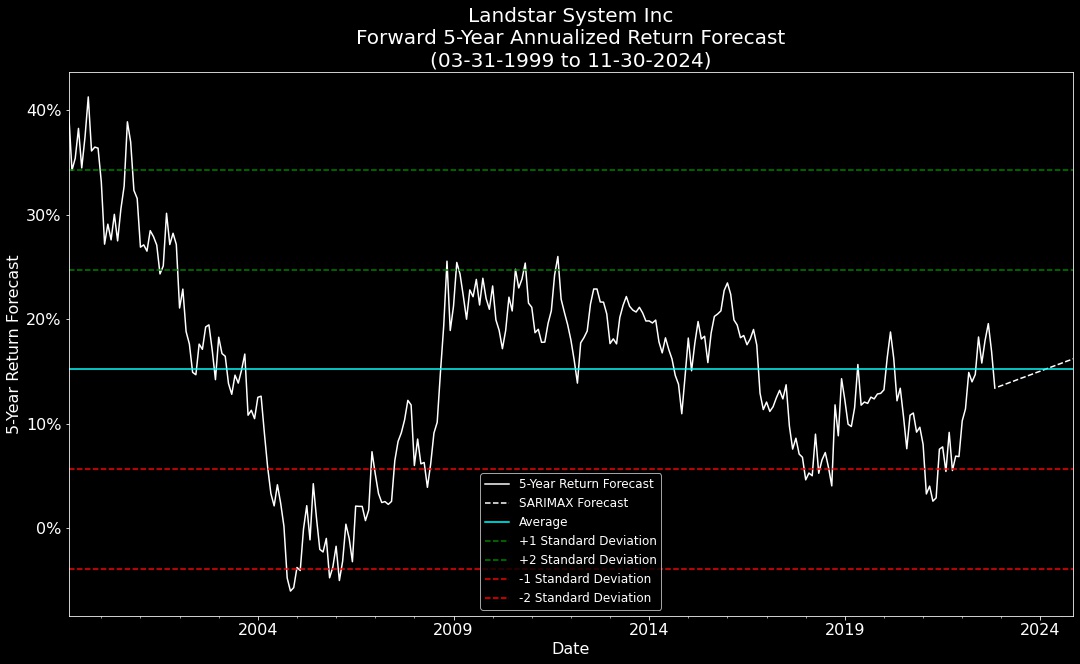 Landstar System Inc
Forward 5-Year Annualized Return Forecast
(03-31-1999 to 11-30-2024)
5-Year Return Forecast
40%
30%
20%
10%
0%
5-Year Return Forecast
SARIMAX Forecast
Average
+1 Standard Deviation
+2 Standard Deviation
-1 Standard Deviation
-2 Standard Deviation
2004
2009
2014
2019
2024
Date